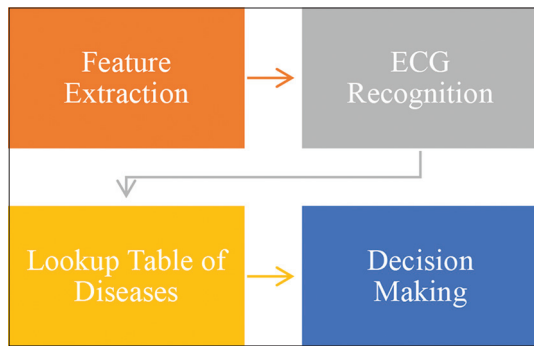 Feature
Extraction
ECG
Recognition
Lookup Table of
Diseases
Decision
Making